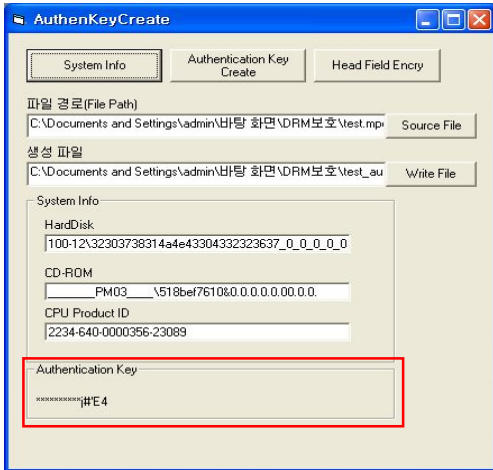 AuthenKeyCreate
System Info
Authentication Key
Create
Head Field Encry
파일 경로(File Path)
C:\Documents and Settings\admin\바탕 화면\DRM보호\test.mp
Source File
생성 파일
C:\Documents and Settings\admin\바탕 화면\DRM보호\test_au
Write File
System Info
HardDisk
100-12\32303738314a4e43304332323637_0_0_0_0_0
CD-ROM
_______PM03____\518bef7610&0.0.0.0.0.00.0.0.
CPU Product ID
2234-640-0000356-23089
Authentication Key
**********j#'E4